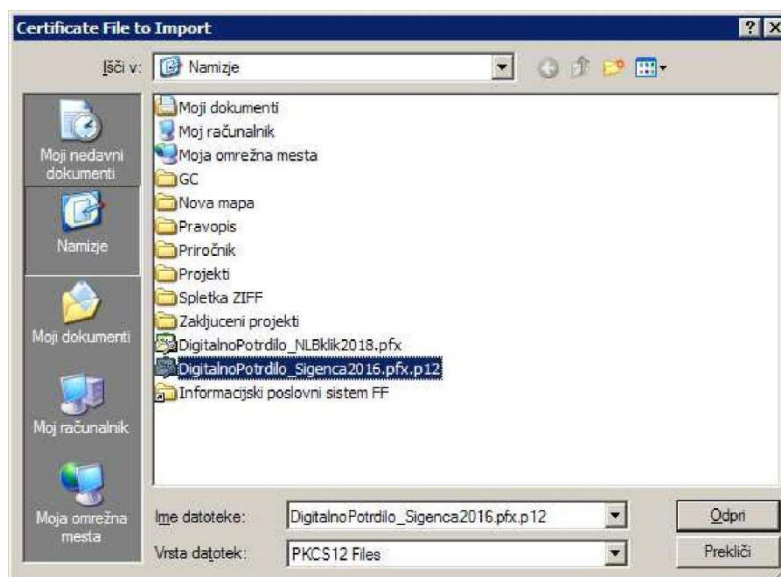 Certificate File to Import
Išči v:
Namizje
Moji nedavni
dokumenti
Namizje
Moji dokumenti
Moj računalnik
Moja omrežna
mesta
Moji dokumenti
Moj računalnik
Moja omrežna mesta
GC
Nova mapa
Pravopis
Priročnik
Projekti
Spletka ZIFF
Zakljuceni projekti
DigitalnoPotrdilo_NLBklik2018.pfx
DigitalnoPotrdilo_Sigenca2016.pfx.p12
Informacijski poslovni sistem FF
Ime datoteke:
DigitalnoPotrdilo_Sigenca2016.pfx.p12
Odpri
Vrsta datotek:
PKCS12 Files
Prekliči